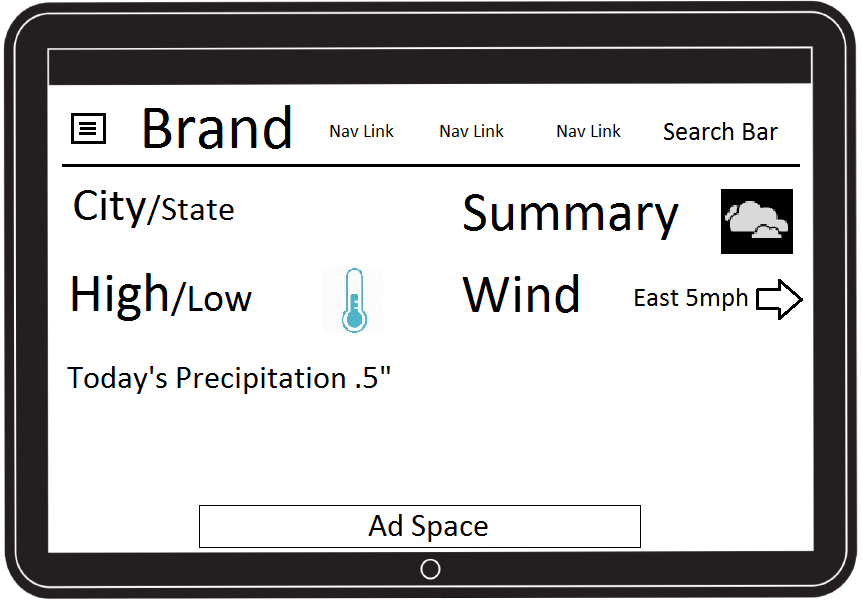 Brand Nav Link Nav Link Nav Link Search Bar
City/State
Summary
High/Low
Wind East 5mph
Today's Precipitation .5"
Ad Space